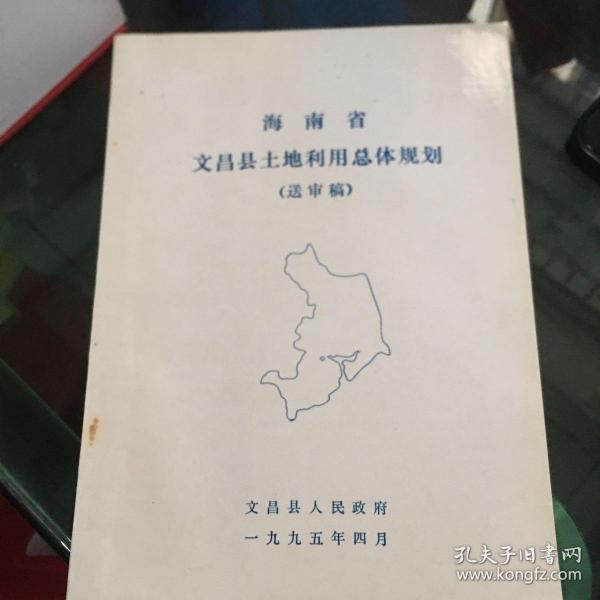 海南省
文昌县土地利用总体规划
(送审稿)
文昌县人民政府
一九九五年四月
孔夫子旧书网
www.kongfz.com